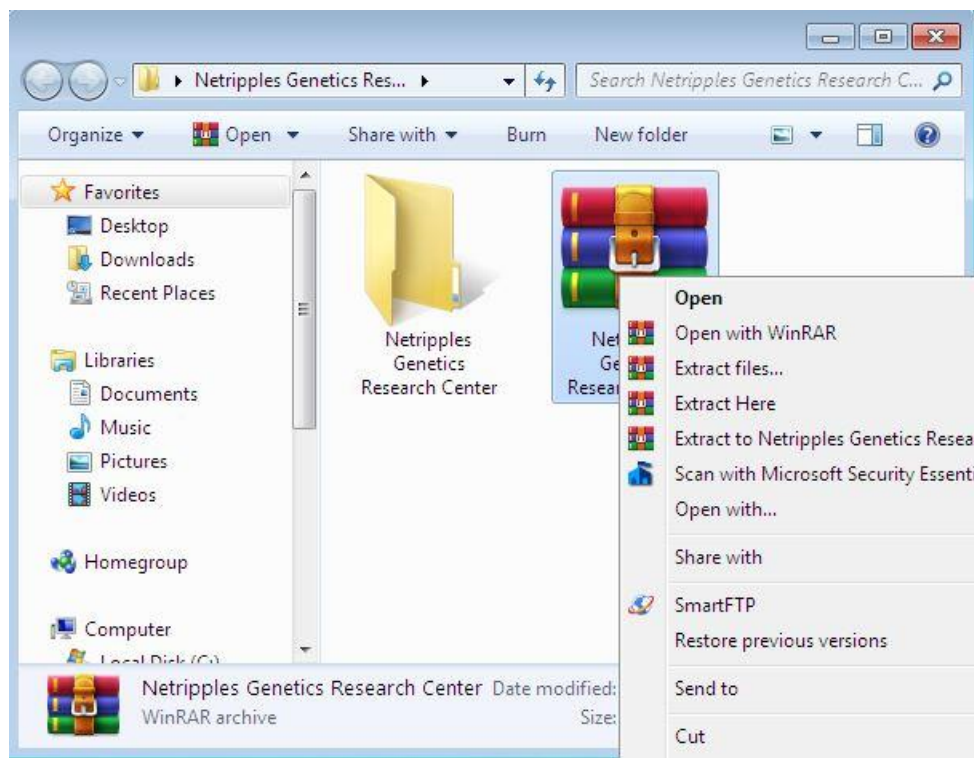 Netripples Genetics Res...
Search Netripples Genetics Research C...
Organize
Open
Share with
Burn
New folder
Favorites
Desktop
Downloads
Recent Places
Libraries
Documents
Music
Pictures
Videos
Homegroup
Computer
Local Disk (C:)
Netripples
Genetics
Research Center
Open
Open with WinRAR
Extract files...
Extract Here
Extract to Netripples Genetics
Scan with Microsoft Security
Open with...
Share with
SmartFTP
Restore previous versions
Send to
Cut
Netripples Genetics Research Center Date modified:
WinRAR archive Size: